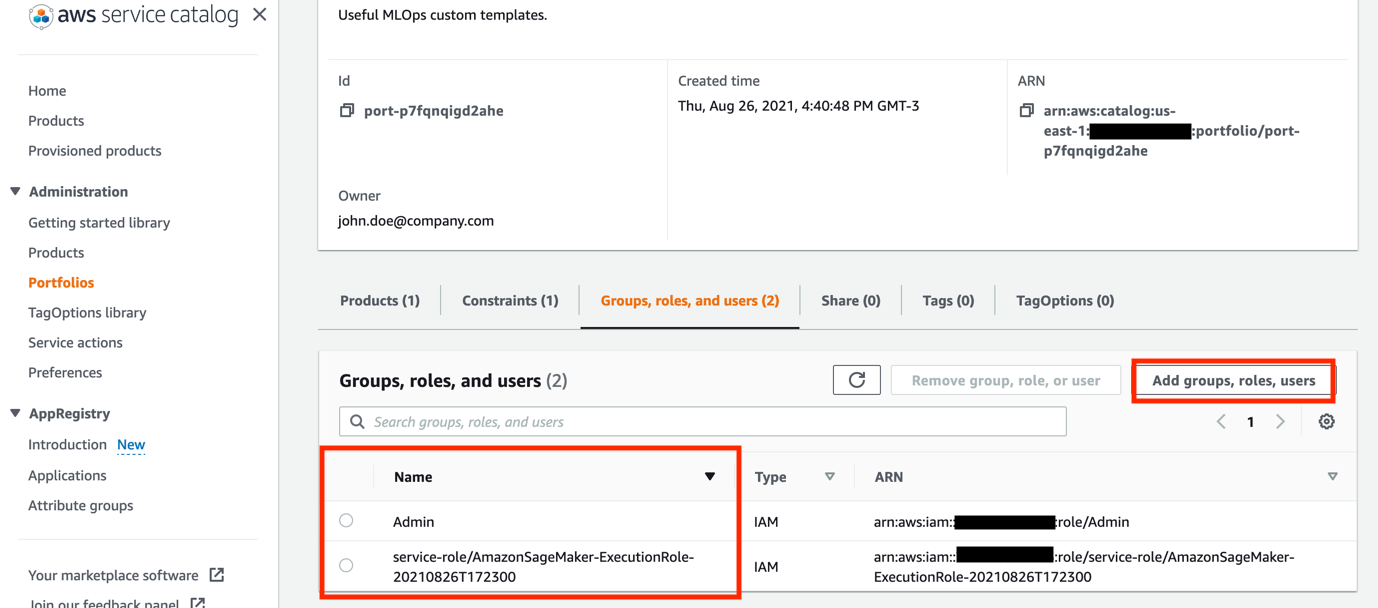 aws service catalog
Home
Products
Provisioned products
Administration
Getting started library
Products
Portfolios
TagOptions library
Service actions
Preferences
AppRegistry
Introduction New
Applications
Attribute groups
Your marketplace software
Join our feedback panel
Useful MLOps custom templates.
Id
port-p7fqnqigd2ahe
Created time
Thu, Aug 26, 2021, 4:40:48 PM GMT-3
ARN
arn:aws:catalog:us-
east-1: :portfolio/port-
p7fqnqigd2ahe
Owner
john.doe@company.com
Products (1) Constraints (1) Groups, roles, and users (2) Share (0) Tags (0) TagOptions (0)
Groups, roles, and users (2) Remove group, role, or user Add groups, roles, users
Search groups, roles, and users 1
Name Type ARN
Admin IAM arn:aws:iam:: :role/Admin
service-role/AmazonSageMaker-ExecutionRole-
20210826T172300
IAM
arn:aws:iam:: :role/service-role/AmazonSageMaker-
ExecutionRole-20210826T172300